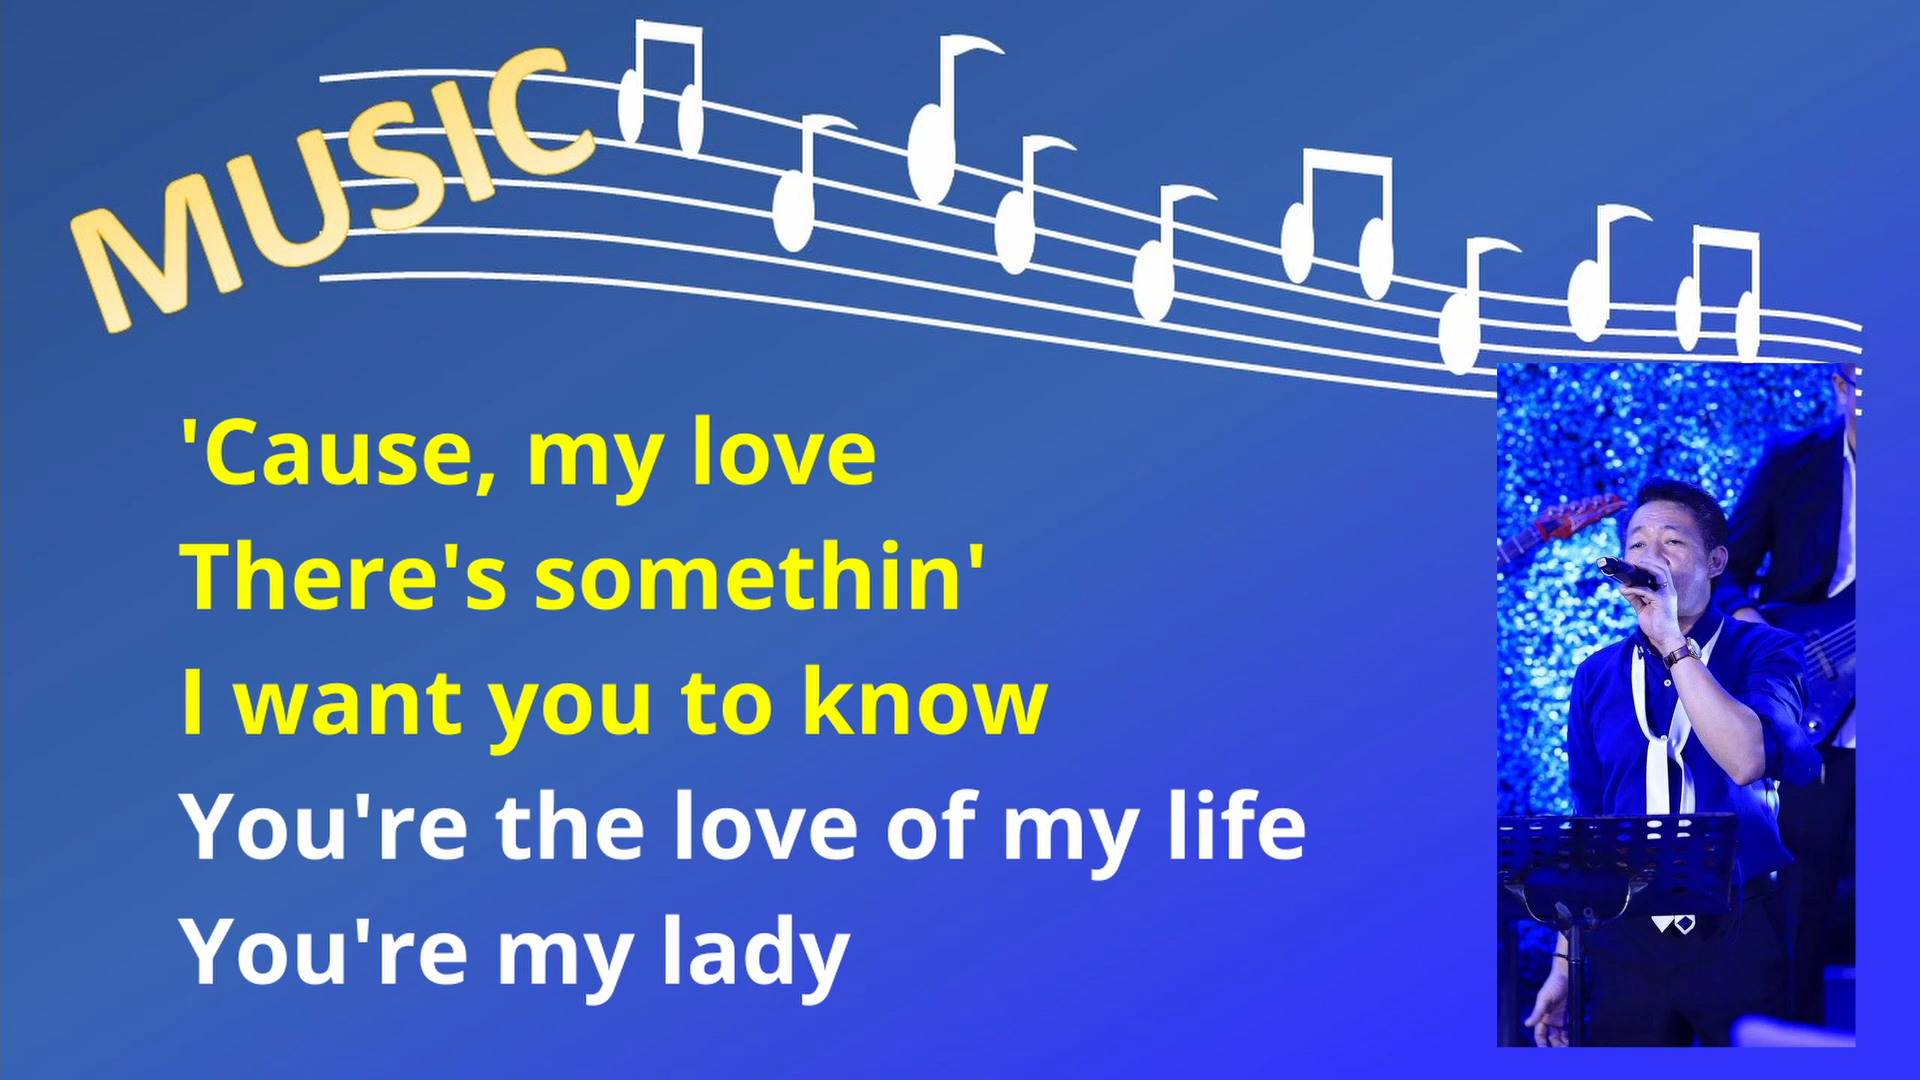 MUSIC
'Cause, my love
There's somethin'
I want you to know
You're the love of my life
You're my lady